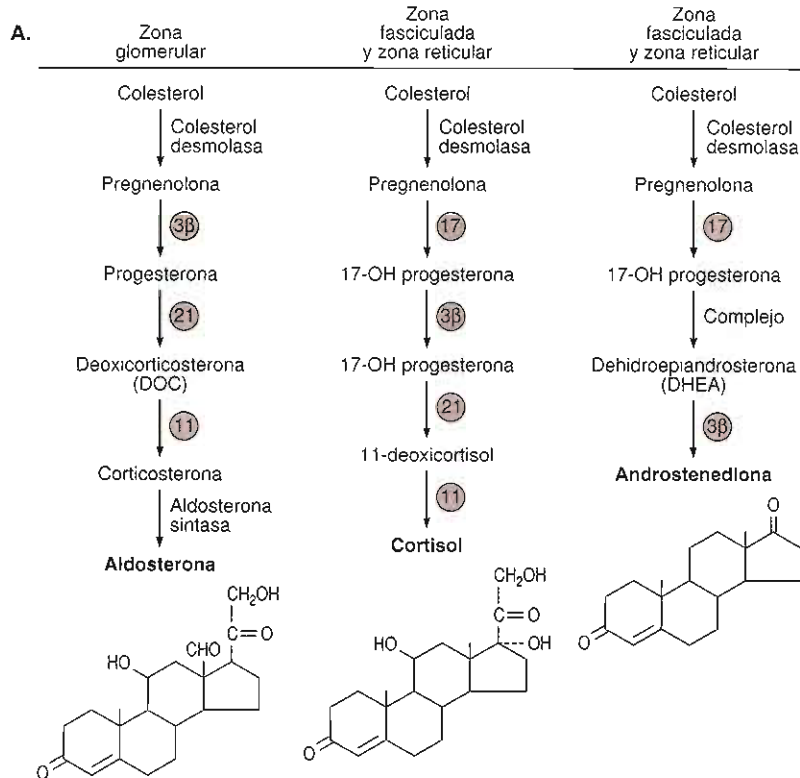 A.
Zona
glomerular
Colesterol
Colesterol
desmolasa
Pregnenolona
3β
Progesterona
21
Deoxicorticosterona
(DOC)
11
Corticosterona
Aldosterona
sintasa
Aldosterona
CH₂OH
C=O
CHO
HO
O
Zona
fasciculada
y zona reticular
Colesterol
Colesterol
desmolasa
Pregnenolona
17
17-OH progesterona
3β
17-OH progesterona
21
11-deoxicortisol
11
Cortisol
CH₂OH
C=O
HO
OH
O
Zona
fasciculada
y zona reticular
Colesterol
Colesterol
desmolasa
Pregnenolona
17
17-OH progesterona
Complejo
Dehidroepiandrosterona
(DHEA)
3β
Androstenediona
O
O